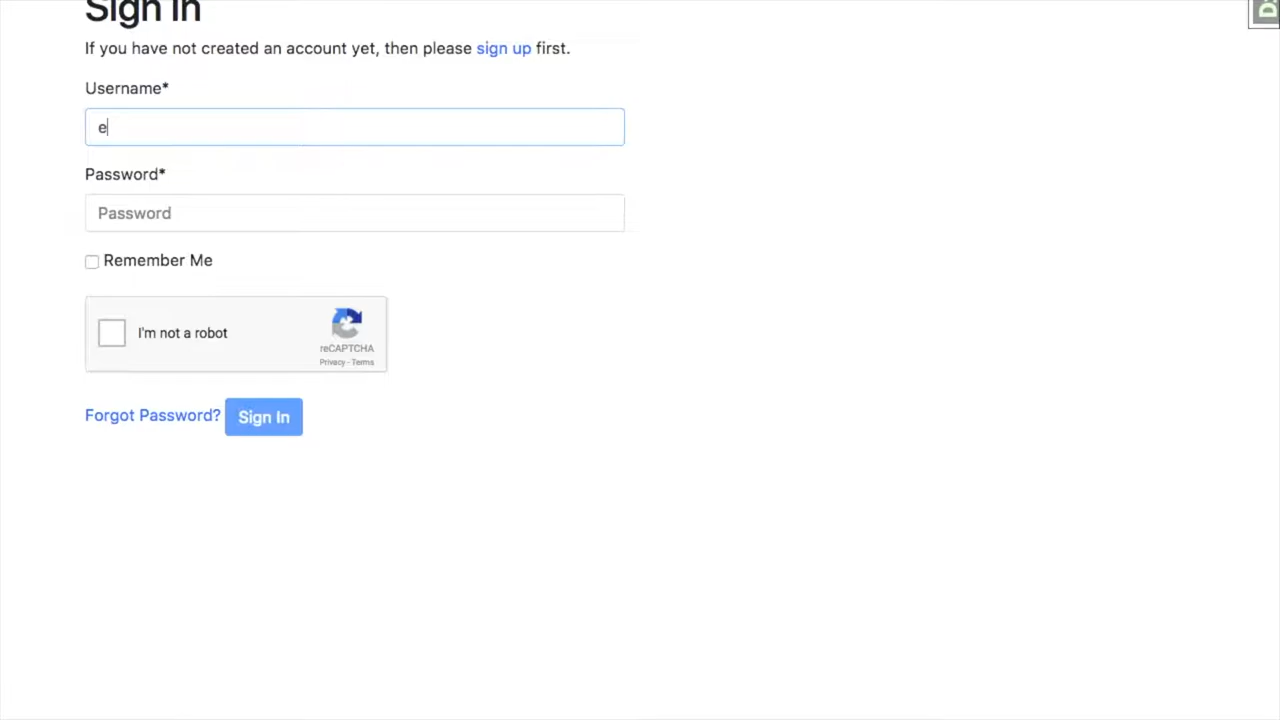 Sign In
If you have not created an account yet, then please sign up first.
Username*
e
Password*
Password
Remember Me
I'm not a robot
reCAPTCHA
Privacy - Terms
Forgot Password? Sign In